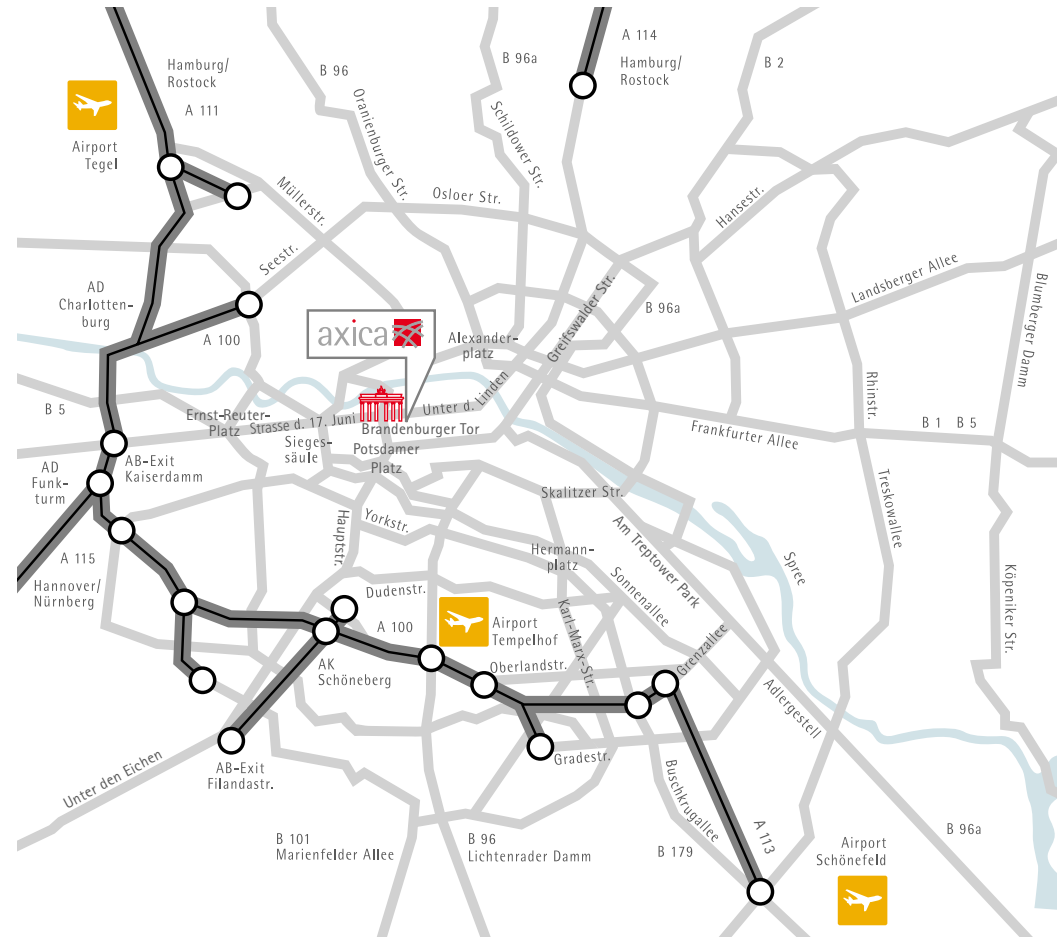 A 114
Hamburg/
Rostock
B 96a
B 2
B 96
Hamburg/
Rostock
A 111
Airport
Tegel
Oranienburger Str.
Schildower Str.
Müllerstr.
Osloer Str.
Hansestr.
Seestr.
AD
Charlotten-
burg
A 100
axica
Alexander-
platz
Greifswalder Str.
B 96a
Landsberger Allee
Blumberger Damm
Rhinstr.
B 5
Ernst-Reuter-
Platz
Strasse d. 17. Juni
Unter d. Linden
Brandenburger Tor
Sieges-
säule
Potsdamer
Platz
Frankfurter Allee
B 1 B 5
AB-Exit
Kaiserdamm
AD
Funk-
turm
Skalitzer Str.
Treskowallee
Yorkstr.
Hauptstr.
Am Treptower Park
Spree
A 115
Hannover/
Nürnberg
Hermann-
platz
Sonnenallee
Köpeniker Str.
Dudenstr.
A 100
Airport
Tempelhof
Karl-Marx-Str.
Grenzallee
AK
Schöneberg
Oberlandstr.
Adlergestell
Unter den Eichen
AB-Exit
Filandastr.
Gradestr.
Buschkrugallee
A 113
B 101
Marienfelder Allee
B 96
Lichtenrader Damm
B 179
Airport
Schönefeld
B 96a